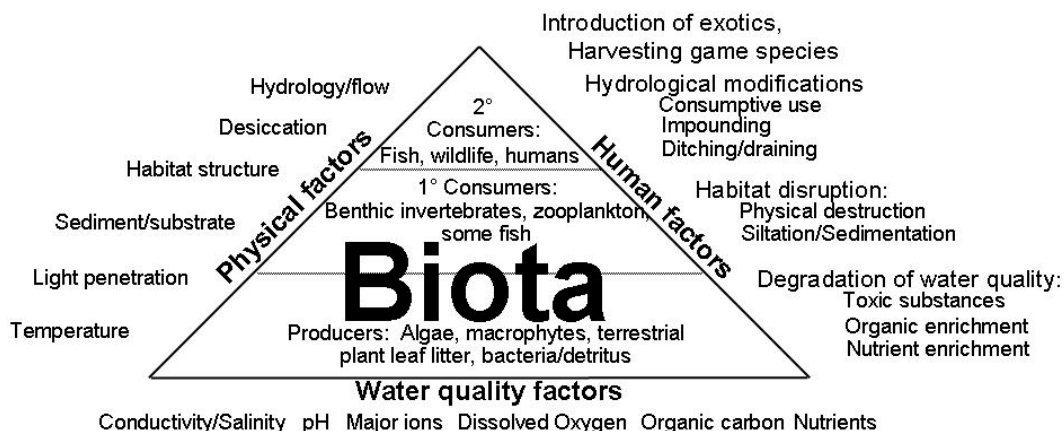 Introduction of exotics,
Harvesting game species
Hydrological modifications
Consumptive use
Impounding
Ditching/draining
Habitat disruption:
Physical destruction
Siltation/Sedimentation
Degradation of water quality:
Toxic substances
Organic enrichment
Nutrient enrichment
Human factors
Hydrology/flow
Desiccation
Habitat structure
Sediment/substrate
Light penetration
Temperature
Physical factors
2°
Consumers:
Fish, wildlife, humans
1° Consumers:
Benthic invertebrates, zooplankton,
some fish
Biota
Producers: Algae, macrophytes, terrestrial
plant leaf litter, bacteria/detritus
Water quality factors
Conductivity/Salinity pH Major ions Dissolved Oxygen Organic carbon Nutrients